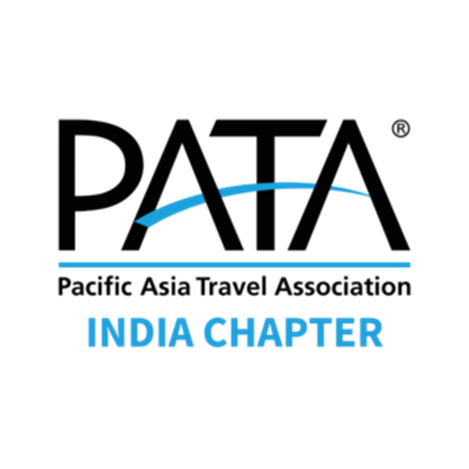 PATA®
Pacific Asia Travel Association
INDIA CHAPTER